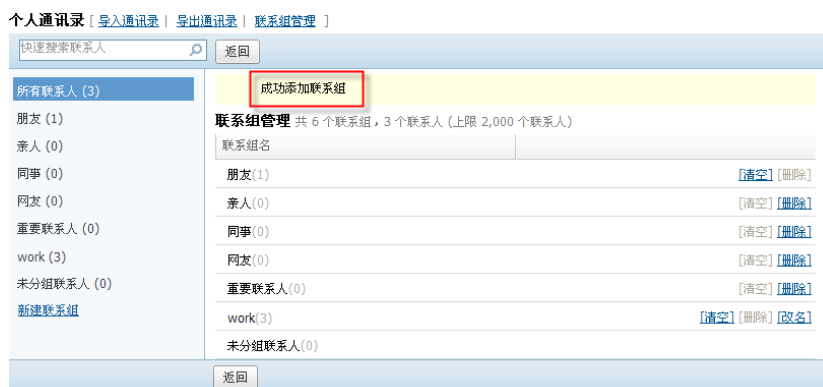 个人通讯录 [ 导入通讯录 | 导出通讯录 | 联系组管理 ]
快速搜索联系人 返回
所有联系人 (3)
朋友 (1)
亲人 (0)
同事 (0)
网友 (0)
重要联系人 (0)
work (3)
未分组联系人 (0)
新建联系组
成功添加联系组
联系组管理 共 6 个联系组，3 个联系人 (上限 2,000 个联系人)
联系组名
朋友(1) [清空] [删除]
亲人(0) [清空] [删除]
同事(0) [清空] [删除]
网友(0) [清空] [删除]
重要联系人(0) [清空] [删除]
work(3) [清空] [删除] [改名]
未分组联系人(0)
返回